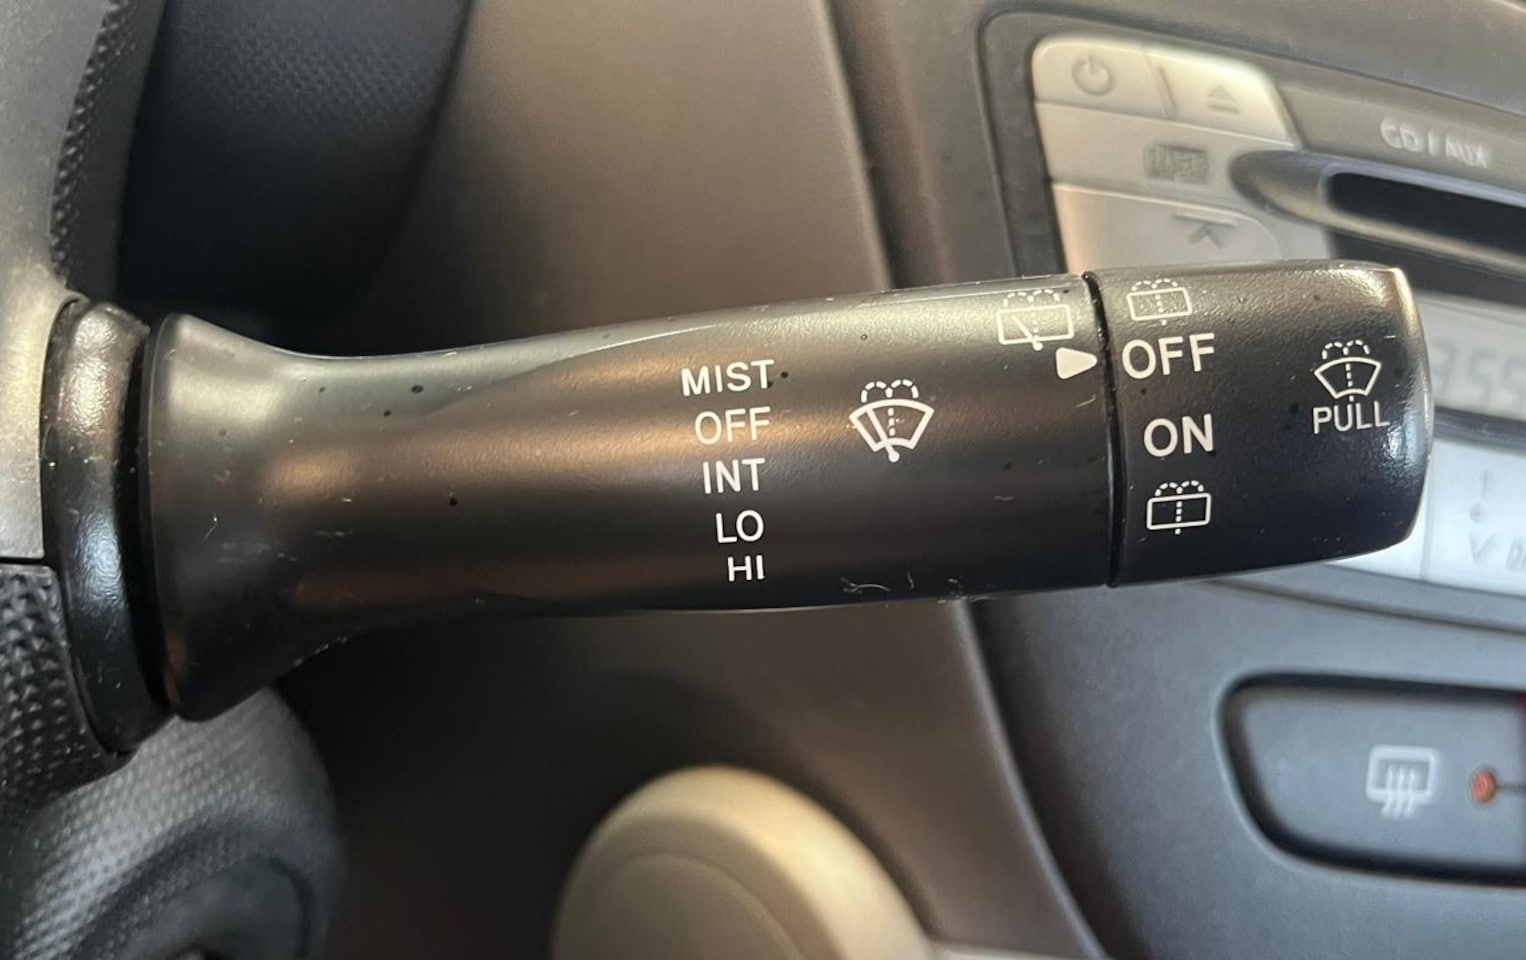 CD / AUX
MIST
OFF
INT
LO
HI
OFF
ON
PULL